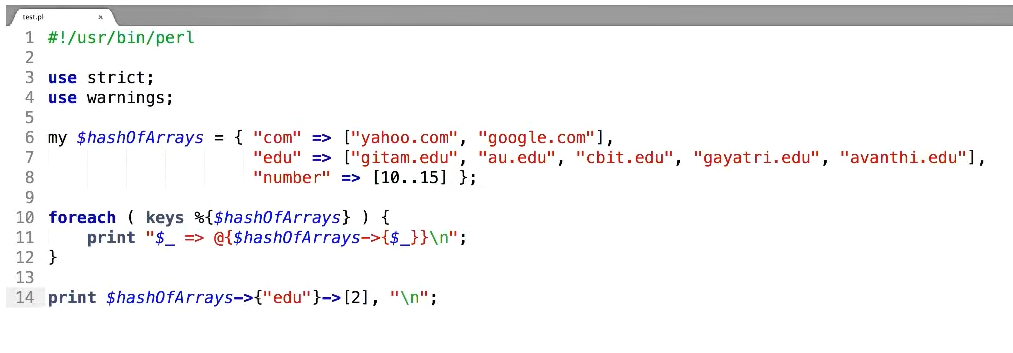 test.pl x
1 #!/usr/bin/perl
2
3 use strict;
4 use warnings;
5
6 my $hashOfArrays = { "com" => ["yahoo.com", "google.com"],
7 "edu" => ["gitam.edu", "au.edu", "cbit.edu", "gayatri.edu", "avanthi.edu"],
8 "number" => [10..15] };
9
10 foreach ( keys %{$hashOfArrays} ) {
11 print "$_ => @{$hashOfArrays->{$_}}\n";
12 }
13
14 print $hashOfArrays->{"edu"}->[2], "\n";